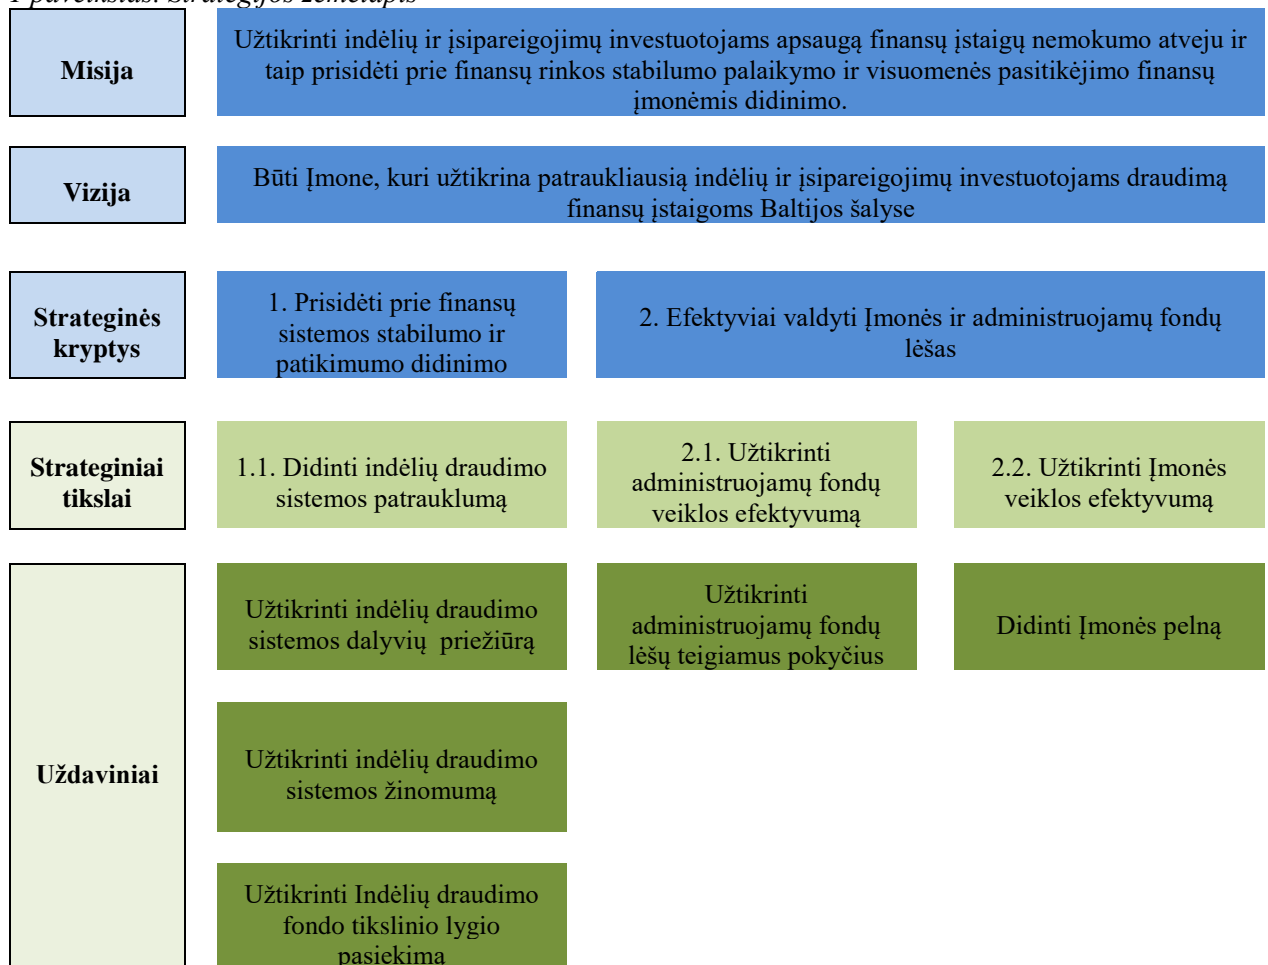 1 paveikslas. Strategijos žemėlapis
Misija
Užtikrinti indėlių ir įsipareigojimų investuotojams apsaugą finansų įstaigų nemokumo atveju ir
taip prisidėti prie finansų rinkos stabilumo palaikymo ir visuomenės pasitikėjimo finansų
įmonėmis didinimo.
Vizija
Būti Įmone, kuri užtikrina patraukliausią indėlių ir įsipareigojimų investuotojams draudimą
finansų įstaigoms Baltijos šalyse
Strateginės
kryptys
1. Prisidėti prie finansų
sistemos stabilumo ir
patikimumo didinimo
2. Efektyviai valdyti Įmonės ir administruojamų fondų
lėšas
Strateginiai
tikslai
1.1. Didinti indėlių draudimo
sistemos patrauklumą
2.1. Užtikrinti
administruojamų fondų
veiklos efektyvumą
2.2. Užtikrinti Įmonės
veiklos efektyvumą
Uždaviniai
Užtikrinti indėlių draudimo
sistemos dalyvių priežiūrą
Užtikrinti
administruojamų fondų
lėšų teigiamus pokyčius
Didinti Įmonės pelną
Užtikrinti indėlių draudimo
sistemos žinomumą
Užtikrinti Indėlių draudimo
fondo tikslinio lygio
pasiekimą